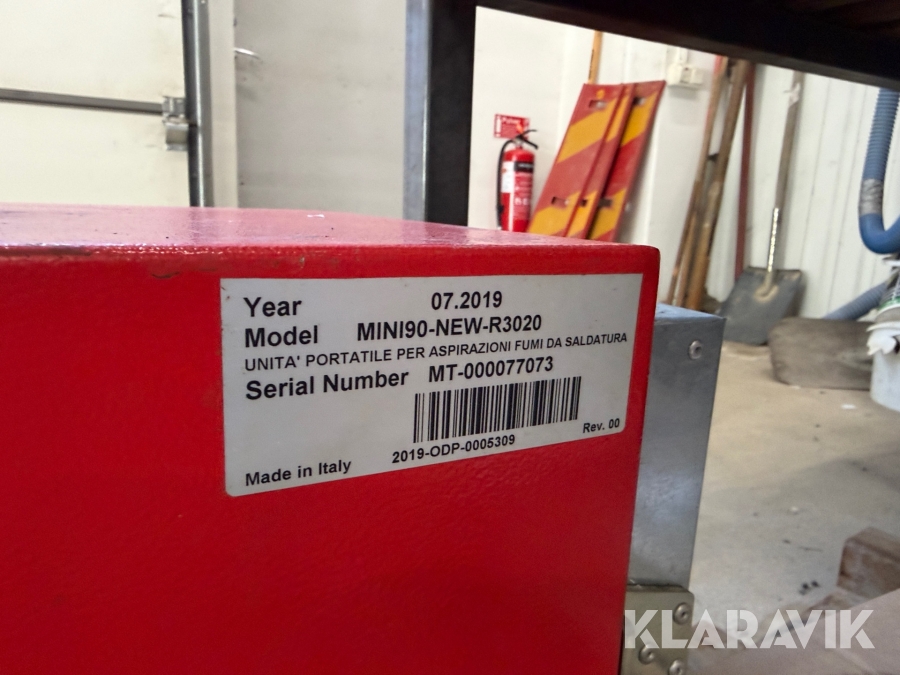 Year 07.2019
Model MINI90-NEW-R3020
UNITA' PORTATILE PER ASPIRAZIONI FUMI DA SALDATURA
Serial Number MT-000077073
2019-ODP-0005309
Rev. 00
Made in Italy
KLARAVIK